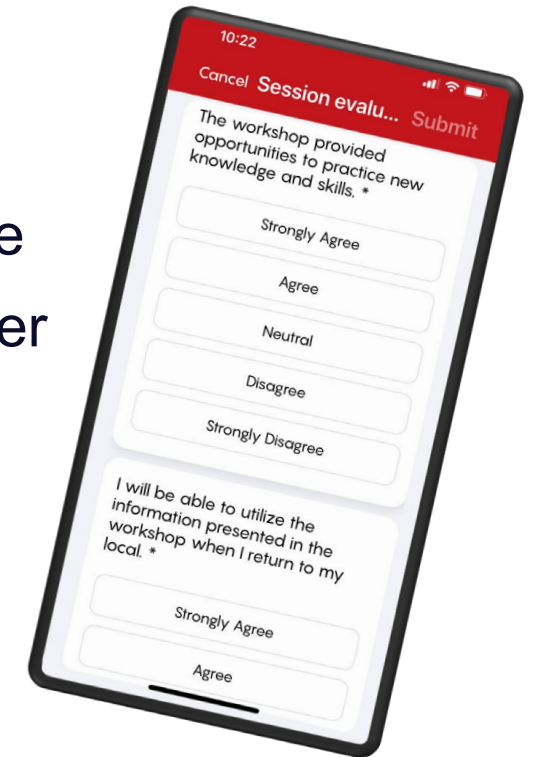 e
er
10:22
Cancel Session evalu... Submit
The workshop provided
opportunities to practice new
knowledge and skills. *
Strongly Agree
Agree
Neutral
Disagree
Strongly Disagree
I will be able to utilize the
information presented in the
workshop when I return to my
local. *
Strongly Agree
Agree